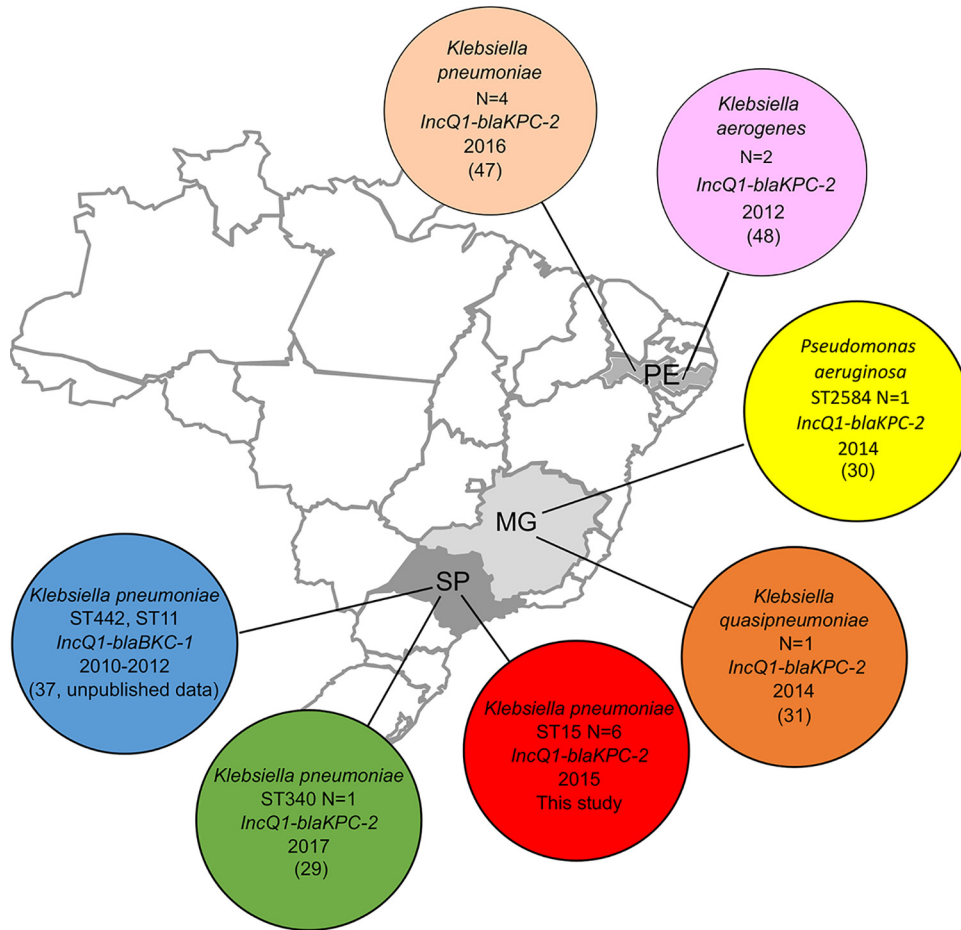 Klebsiella
pneumoniae
N=4
IncQ1-blaKPC-2
2016
(47)
Klebsiella
aerogenes
N=2
IncQ1-blaKPC-2
2012
(48)
PE
Pseudomonas
aeruginosa
ST2584 N=1
IncQ1-blaKPC-2
2014
(30)
MG
SP
Klebsiella pneumoniae
ST442, ST11
IncQ1-blaBKC-1
2010-2012
(37, unpublished data)
Klebsiella
quasipneumoniae
N=1
IncQ1-blaKPC-2
2014
(31)
Klebsiella pneumoniae
ST15 N=6
IncQ1-blaKPC-2
2015
This study
Klebsiella pneumoniae
ST340 N=1
IncQ1-blaKPC-2
2017
(29)